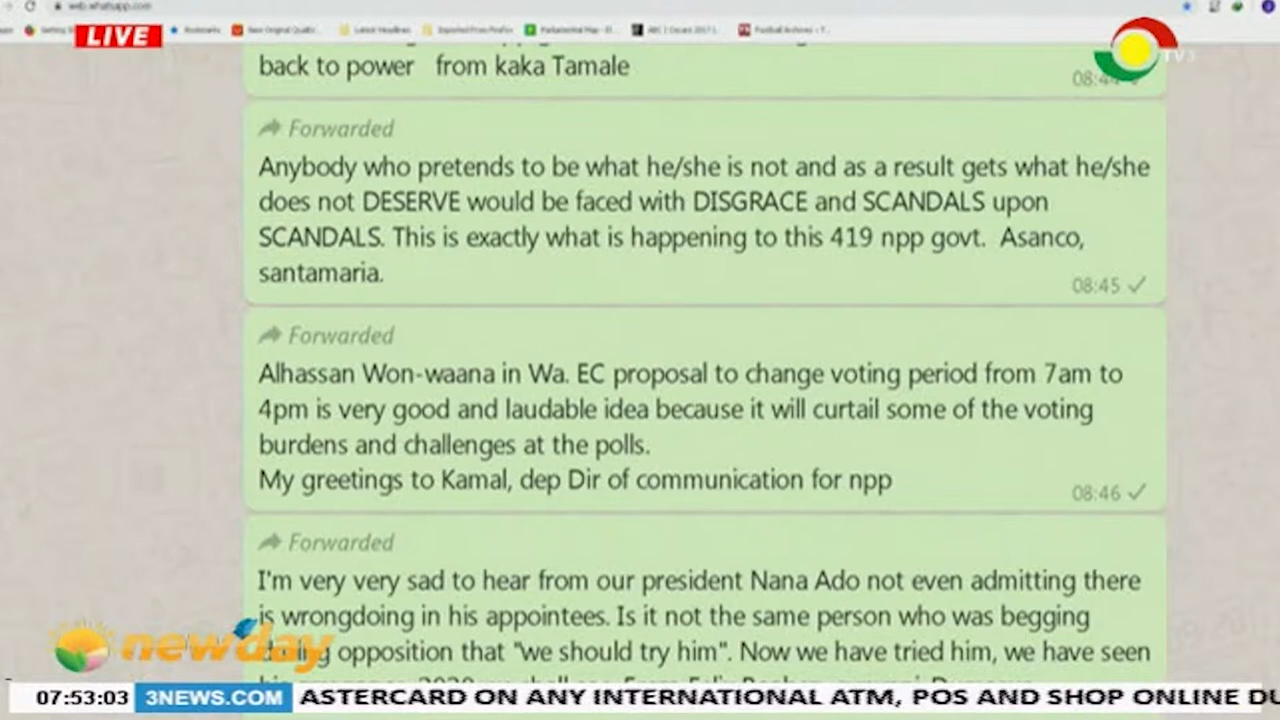 web.whatsapp.com
LIVE
Bookmarks
TV3
back to power from kaka Tamale
08:44
Forwarded
Anybody who pretends to be what he/she is not and as a result gets what he/she
does not DESERVE would be faced with DISGRACE and SCANDALS upon
SCANDALS. This is exactly what is happening to this 419 npp govt. Asanco,
santamaria.
08:45
Forwarded
Alhassan Won-waana in Wa. EC proposal to change voting period from 7am to
4pm is very good and laudable idea because it will curtail some of the voting
burdens and challenges at the polls.
My greetings to Kamal, dep Dir of communication for npp
08:46
Forwarded
I'm very very sad to hear from our president Nana Ado not even admitting there
is wrongdoing in his appointees. Is it not the same person who was begging
opposition that "we should try him". Now we have tried him, we have seen
newday
07:53:03 3NEWS.COM ASTERCARD ON ANY INTERNATIONAL ATM, POS AND SHOP ONLINE DU